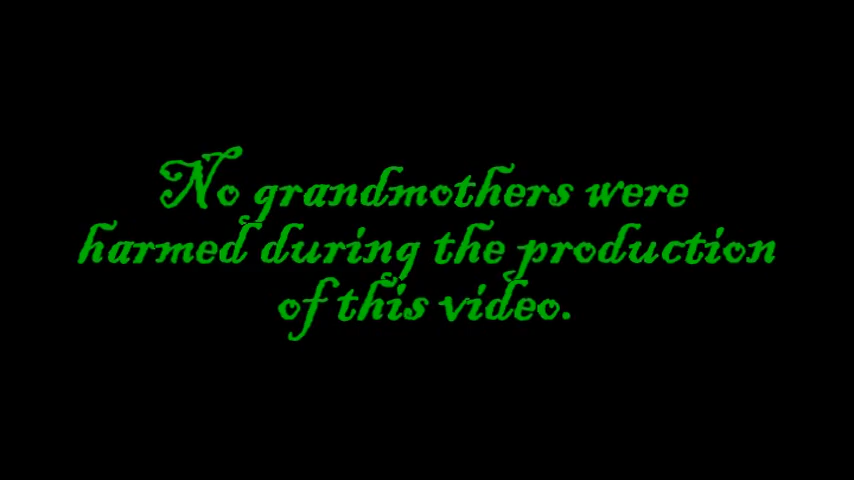 No grandmothers were
harmed during the production
of this video.